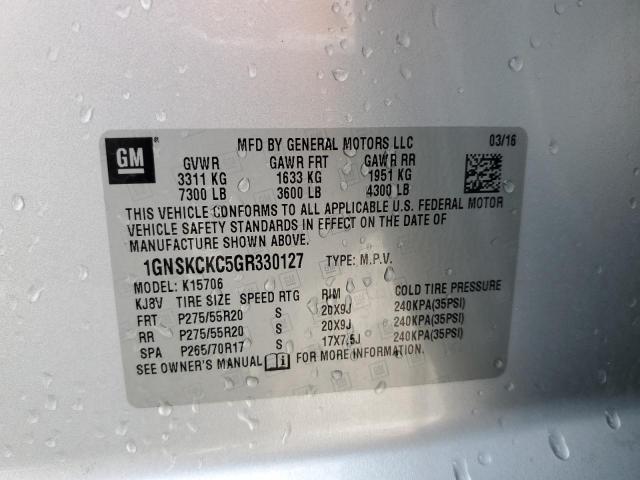 GM
MFD BY GENERAL MOTORS LLC 03/16
GVWR GAWR FRT GAWR RR
3311 KG 1633 KG 1951 KG
7300 LB 3600 LB 4300 LB
THIS VEHICLE CONFORMS TO ALL APPLICABLE U.S. FEDERAL MOTOR
VEHICLE SAFETY STANDARDS IN EFFECT ON THE DATE OF
MANUFACTURE SHOWN ABOVE.
1GNSKCKC5GR330127 TYPE: M.P.V.
MODEL: K15706
KJ8V TIRE SIZE SPEED RTG RIM COLD TIRE PRESSURE
FRT P275/55R20 S 20X9J 240KPA(35PSI)
RR P275/55R20 S 20X9J 240KPA(35PSI)
SPA P265/70R17 S 17X7.5J 240KPA(35PSI)
SEE OWNER'S MANUAL FOR MORE INFORMATION.